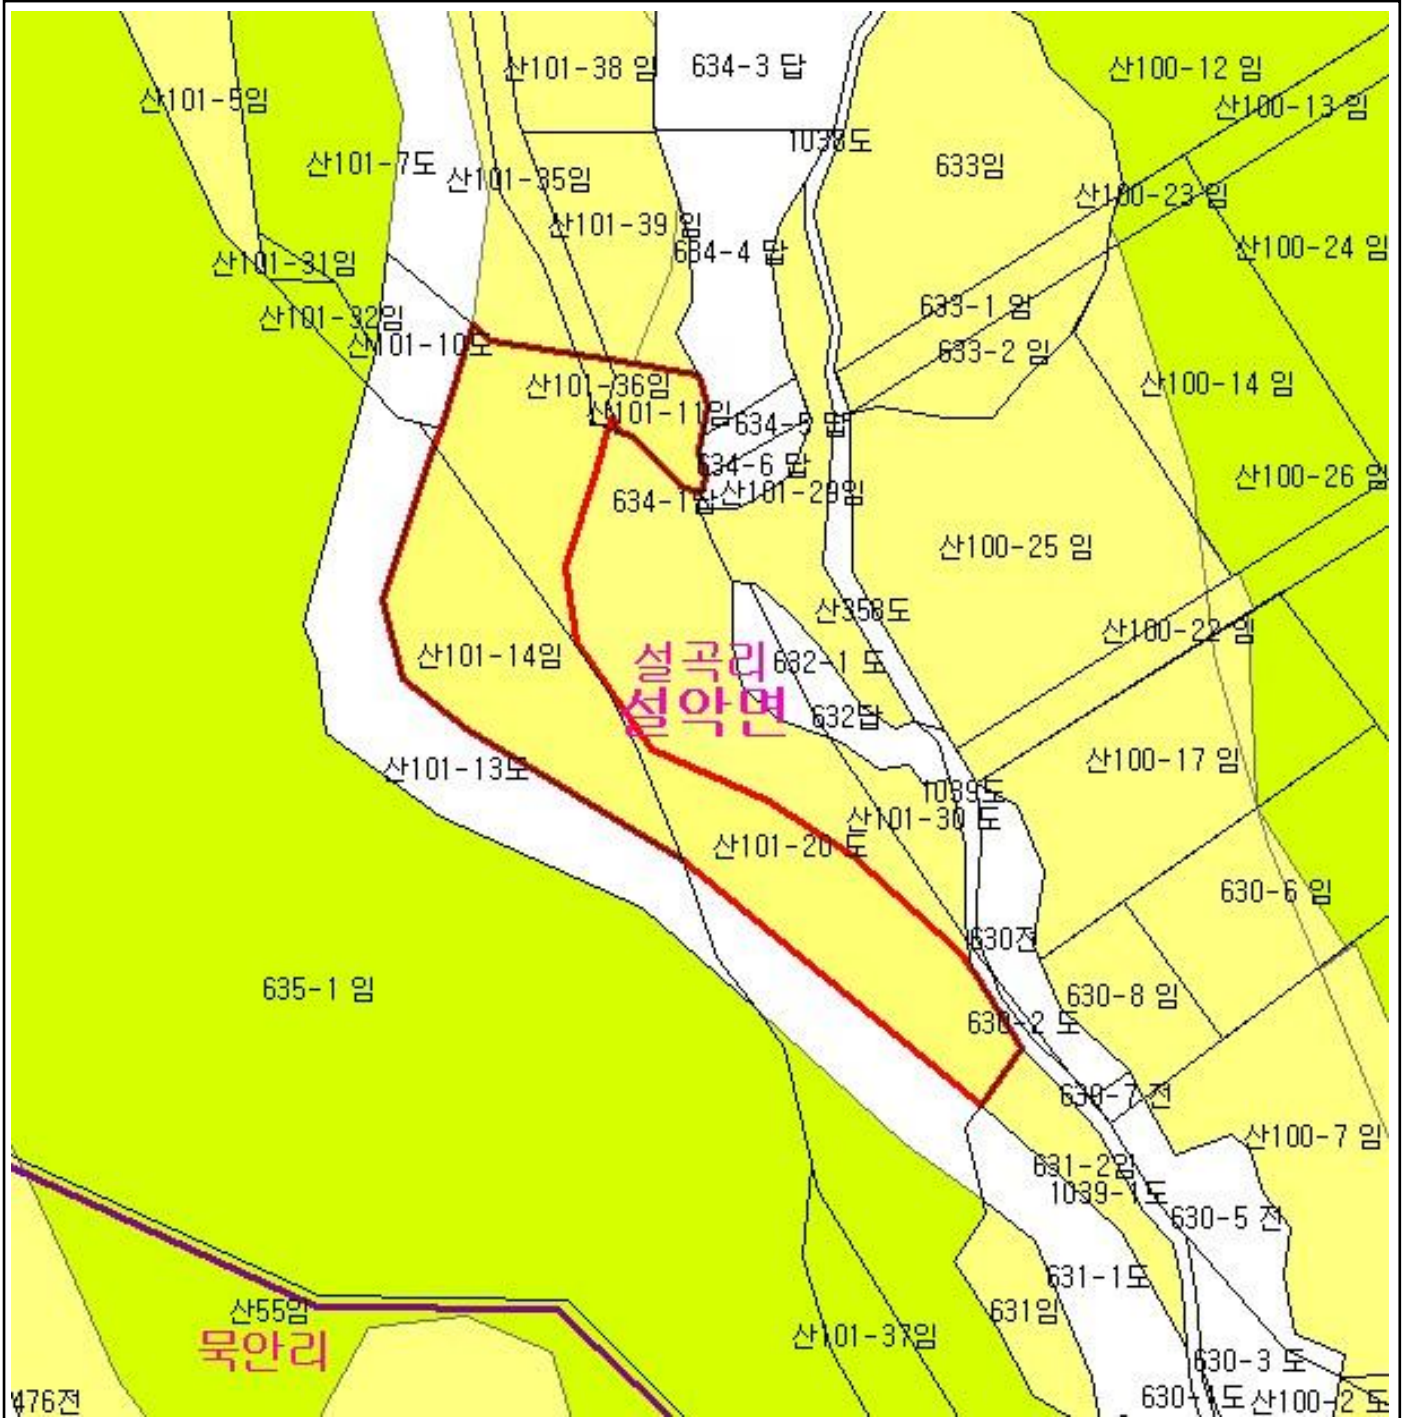 산101-38 임
634-3 답
산100-12 임
산101-5임
산100-13 임
1038도
산101-7도
산101-35임
633임
산100-23 임
산101-39 임
634-4 답
산100-24 임
산101-31임
633-1 임
산101-32임
산101-10도
633-2 임
산101-36임
산100-14 임
산101-11임
634-5 답
634-6 답
산100-26 임
634-1답
산101-29임
산100-25 임
산358도
산100-22 임
산101-14임
설곡리
632-1 도
설악면
632답
산100-17 임
산101-13도
1039도
산101-30 도
산101-20 도
630-6 임
630전
635-1 임
630-8 임
630-2 도
630-7 전
산100-7 임
631-2임
1039-1도
630-5 전
631-1도
산55임
631임
산101-37임
묵안리
630-3 도
476전
630-1도
산100-2 도